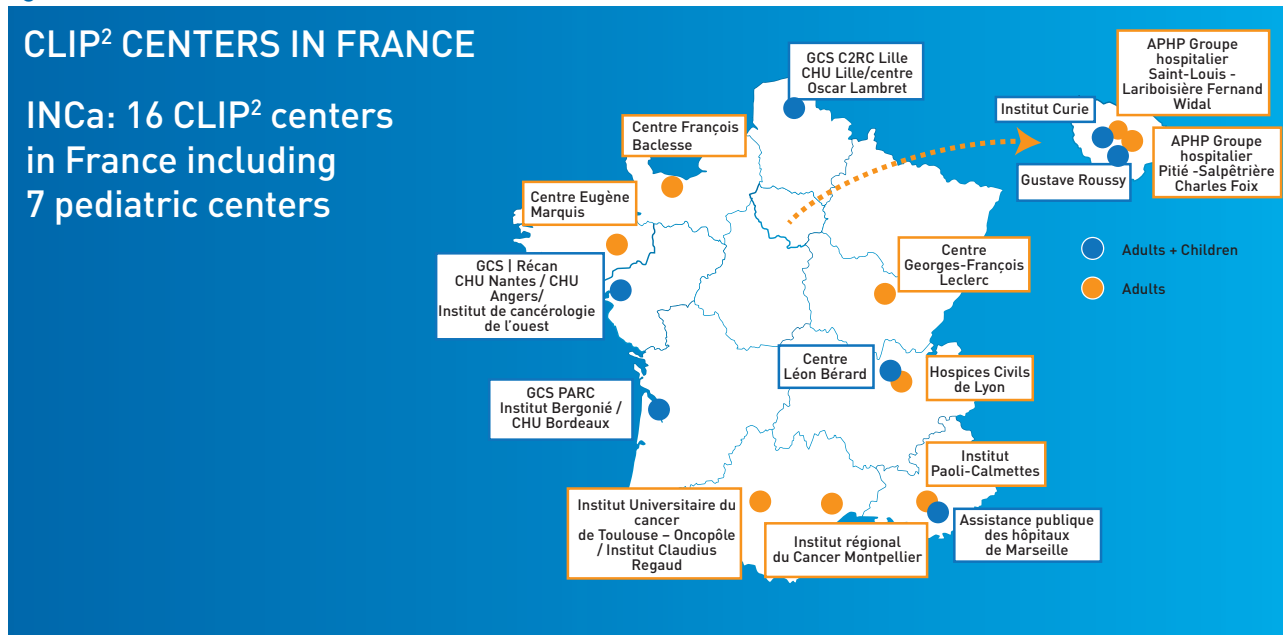 CLIP² CENTERS IN FRANCE
INCa: 16 CLIP² centers
in France including
7 pediatric centers
GCS C2RC Lille
CHU Lille/centre
Oscar Lambret
APHP Groupe
hospitalier
Saint-Louis -
Lariboisière Fernand
Widal
Institut Curie
APHP Groupe
hospitalier
Pitié -Salpêtrière
Charles Foix
Gustave Roussy
Centre François
Baclesse
Centre Eugène
Marquis
GCS | Récan
CHU Nantes / CHU
Angers/
Institut de cancérologie
de l'ouest
Centre
Georges-François
Leclerc
Adults + Children
Adults
Centre
Léon Bérard
Hospices Civils
de Lyon
GCS PARC
Institut Bergonié /
CHU Bordeaux
Institut
Paoli-Calmettes
Institut Universitaire du
cancer
de Toulouse – Oncopôle
/ Institut Claudius
Regaud
Institut régional
du Cancer Montpellier
Assistance publique
des hôpitaux
de Marseille